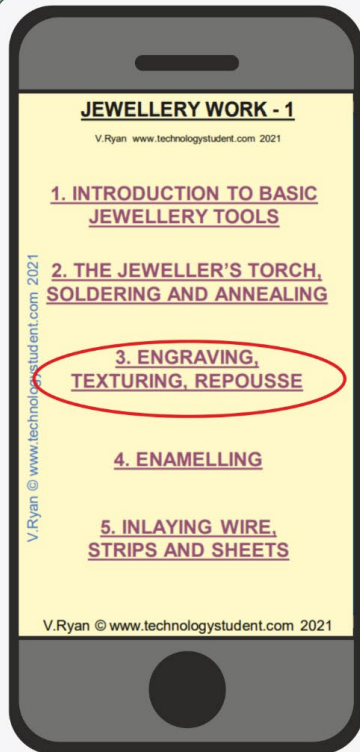 JEWELLERY WORK - 1
V.Ryan www.technologystudent.com 2021
1. INTRODUCTION TO BASIC
JEWELLERY TOOLS
2. THE JEWELLER'S TORCH,
SOLDERING AND ANNEALING
3. ENGRAVING,
TEXTURING, REPOUSSE
4. ENAMELLING
5. INLAYING WIRE,
STRIPS AND SHEETS
V.Ryan © www.technologystudent.com 2021
V.Ryan © www.technologystudent.com 2021